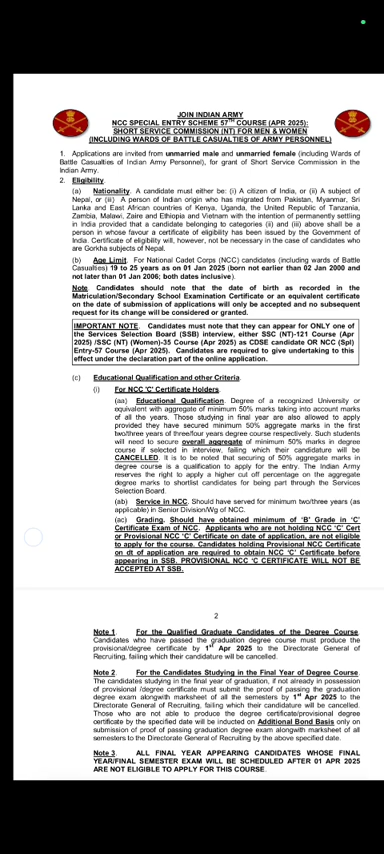 JOIN INDIAN ARMY
NCC SPECIAL ENTRY SCHEME 57TH COURSE (APR 2025):
SHORT SERVICE COMMISSION (NT) FOR MEN & WOMEN
(INCLUDING WARDS OF BATTLE CASUALTIES OF ARMY PERSONNEL)
1. Applications are invited from unmarried male and unmarried female (including Wards of
Battle Casualties of Indian Army Personnel), for grant of Short Service Commission in the
Indian Army.
2. Eligibility.
(a) Nationality. A candidate must either be: (i) A citizen of India, or (ii) A subject of
Nepal, or (iii) A person of Indian origin who has migrated from Pakistan, Myanmar, Sri
Lanka and East African countries of Kenya, Uganda, the United Republic of Tanzania,
Zambia, Malawi, Zaire and Ethiopia and Vietnam with the intention of permanently settling
in India provided that a candidate belonging to categories (ii) and (iii) above shall be a
person in whose favour a certificate of eligibility has been issued by the Government of
India. Certificate of eligibility will, however, not be necessary in the case of candidates who
are Gorkha subjects of Nepal.
(b) Age Limit. For National Cadet Corps (NCC) candidates (including wards of Battle
Casualties) 19 to 25 years as on 01 Jan 2025 (born not earlier than 02 Jan 2000 and
not later than 01 Jan 2006; both dates inclusive).
Note. Candidates should note that the date of birth as recorded in the
Matriculation/Secondary School Examination Certificate or an equivalent certificate
on the date of submission of applications will only be accepted and no subsequent
request for its change will be considered or granted.
IMPORTANT NOTE. Candidates must note that they can appear for ONLY one of
the Services Selection Board (SSB) interview, either SSC (NT)-121 Course (Apr
2025) /SSC (NT) (Women)-35 Course (Apr 2025) as CDSE candidate OR NCC (Spl)
Entry-57 Course (Apr 2025). Candidates are required to give undertaking to this
effect under the declaration part of the online application.
(c) Educational Qualification and other Criteria.
(i) For NCC 'C' Certificate Holders.
(aa) Educational Qualification. Degree of a recognized University or
equivalent with aggregate of minimum 50% marks taking into account marks
of all the years. Those studying in final year are also allowed to apply
provided they have secured minimum 50% aggregate marks in the first
two/three years of three/four years degree course respectively. Such students
will need to secure overall aggregate of minimum 50% marks in degree
course if selected in interview, failing which their candidature will be
CANCELLED. It is to be noted that securing of 50% aggregate marks in
degree course is a qualification to apply for the entry. The Indian Army
reserves the right to apply a higher cut off percentage on the aggregate
degree marks to shortlist candidates for being part through the Services
Selection Board.
(ab) Service in NCC. Should have served for minimum two/three years (as
applicable) in Senior Division/Wg of NCC.
(ac) Grading. Should have obtained minimum of 'B' Grade in 'C'
Certificate Exam of NCC. Applicants who are not holding NCC 'C' Cert
or Provisional NCC 'C' Certificate on date of application, are not eligible
to apply for the course. Candidates holding Provisional NCC Certificate
on dt of application are required to obtain NCC 'C' Certificate before
appearing in SSB. PROVISIONAL NCC 'C CERTIFICATE WILL NOT BE
ACCEPTED AT SSB.
2
Note 1. For the Qualified Graduate Candidates of the Degree Course.
Candidates who have passed the graduation degree course must produce the
provisional/degree certificate by 1st Apr 2025 to the Directorate General of
Recruiting, failing which their candidature will be cancelled.
Note 2. For the Candidates Studying in the Final Year of Degree Course.
The candidates studying in the final year of graduation, if not already in possession
of provisional /degree certificate must submit the proof of passing the graduation
degree exam alongwith marksheet of all the semesters by 1st Apr 2025 to the
Directorate General of Recruiting, failing which their candidature will be cancelled.
Those who are not able to produce the degree certificate/provisional degree
certificate by the specified date will be inducted on Additional Bond Basis only on
submission of proof of passing graduation degree exam alongwith marksheet of all
semesters to the Directorate General of Recruiting by the above specified date.
Note 3. ALL FINAL YEAR APPEARING CANDIDATES WHOSE FINAL
YEAR/FINAL SEMESTER EXAM WILL BE SCHEDULED AFTER 01 APR 2025
ARE NOT ELIGIBLE TO APPLY FOR THIS COURSE.